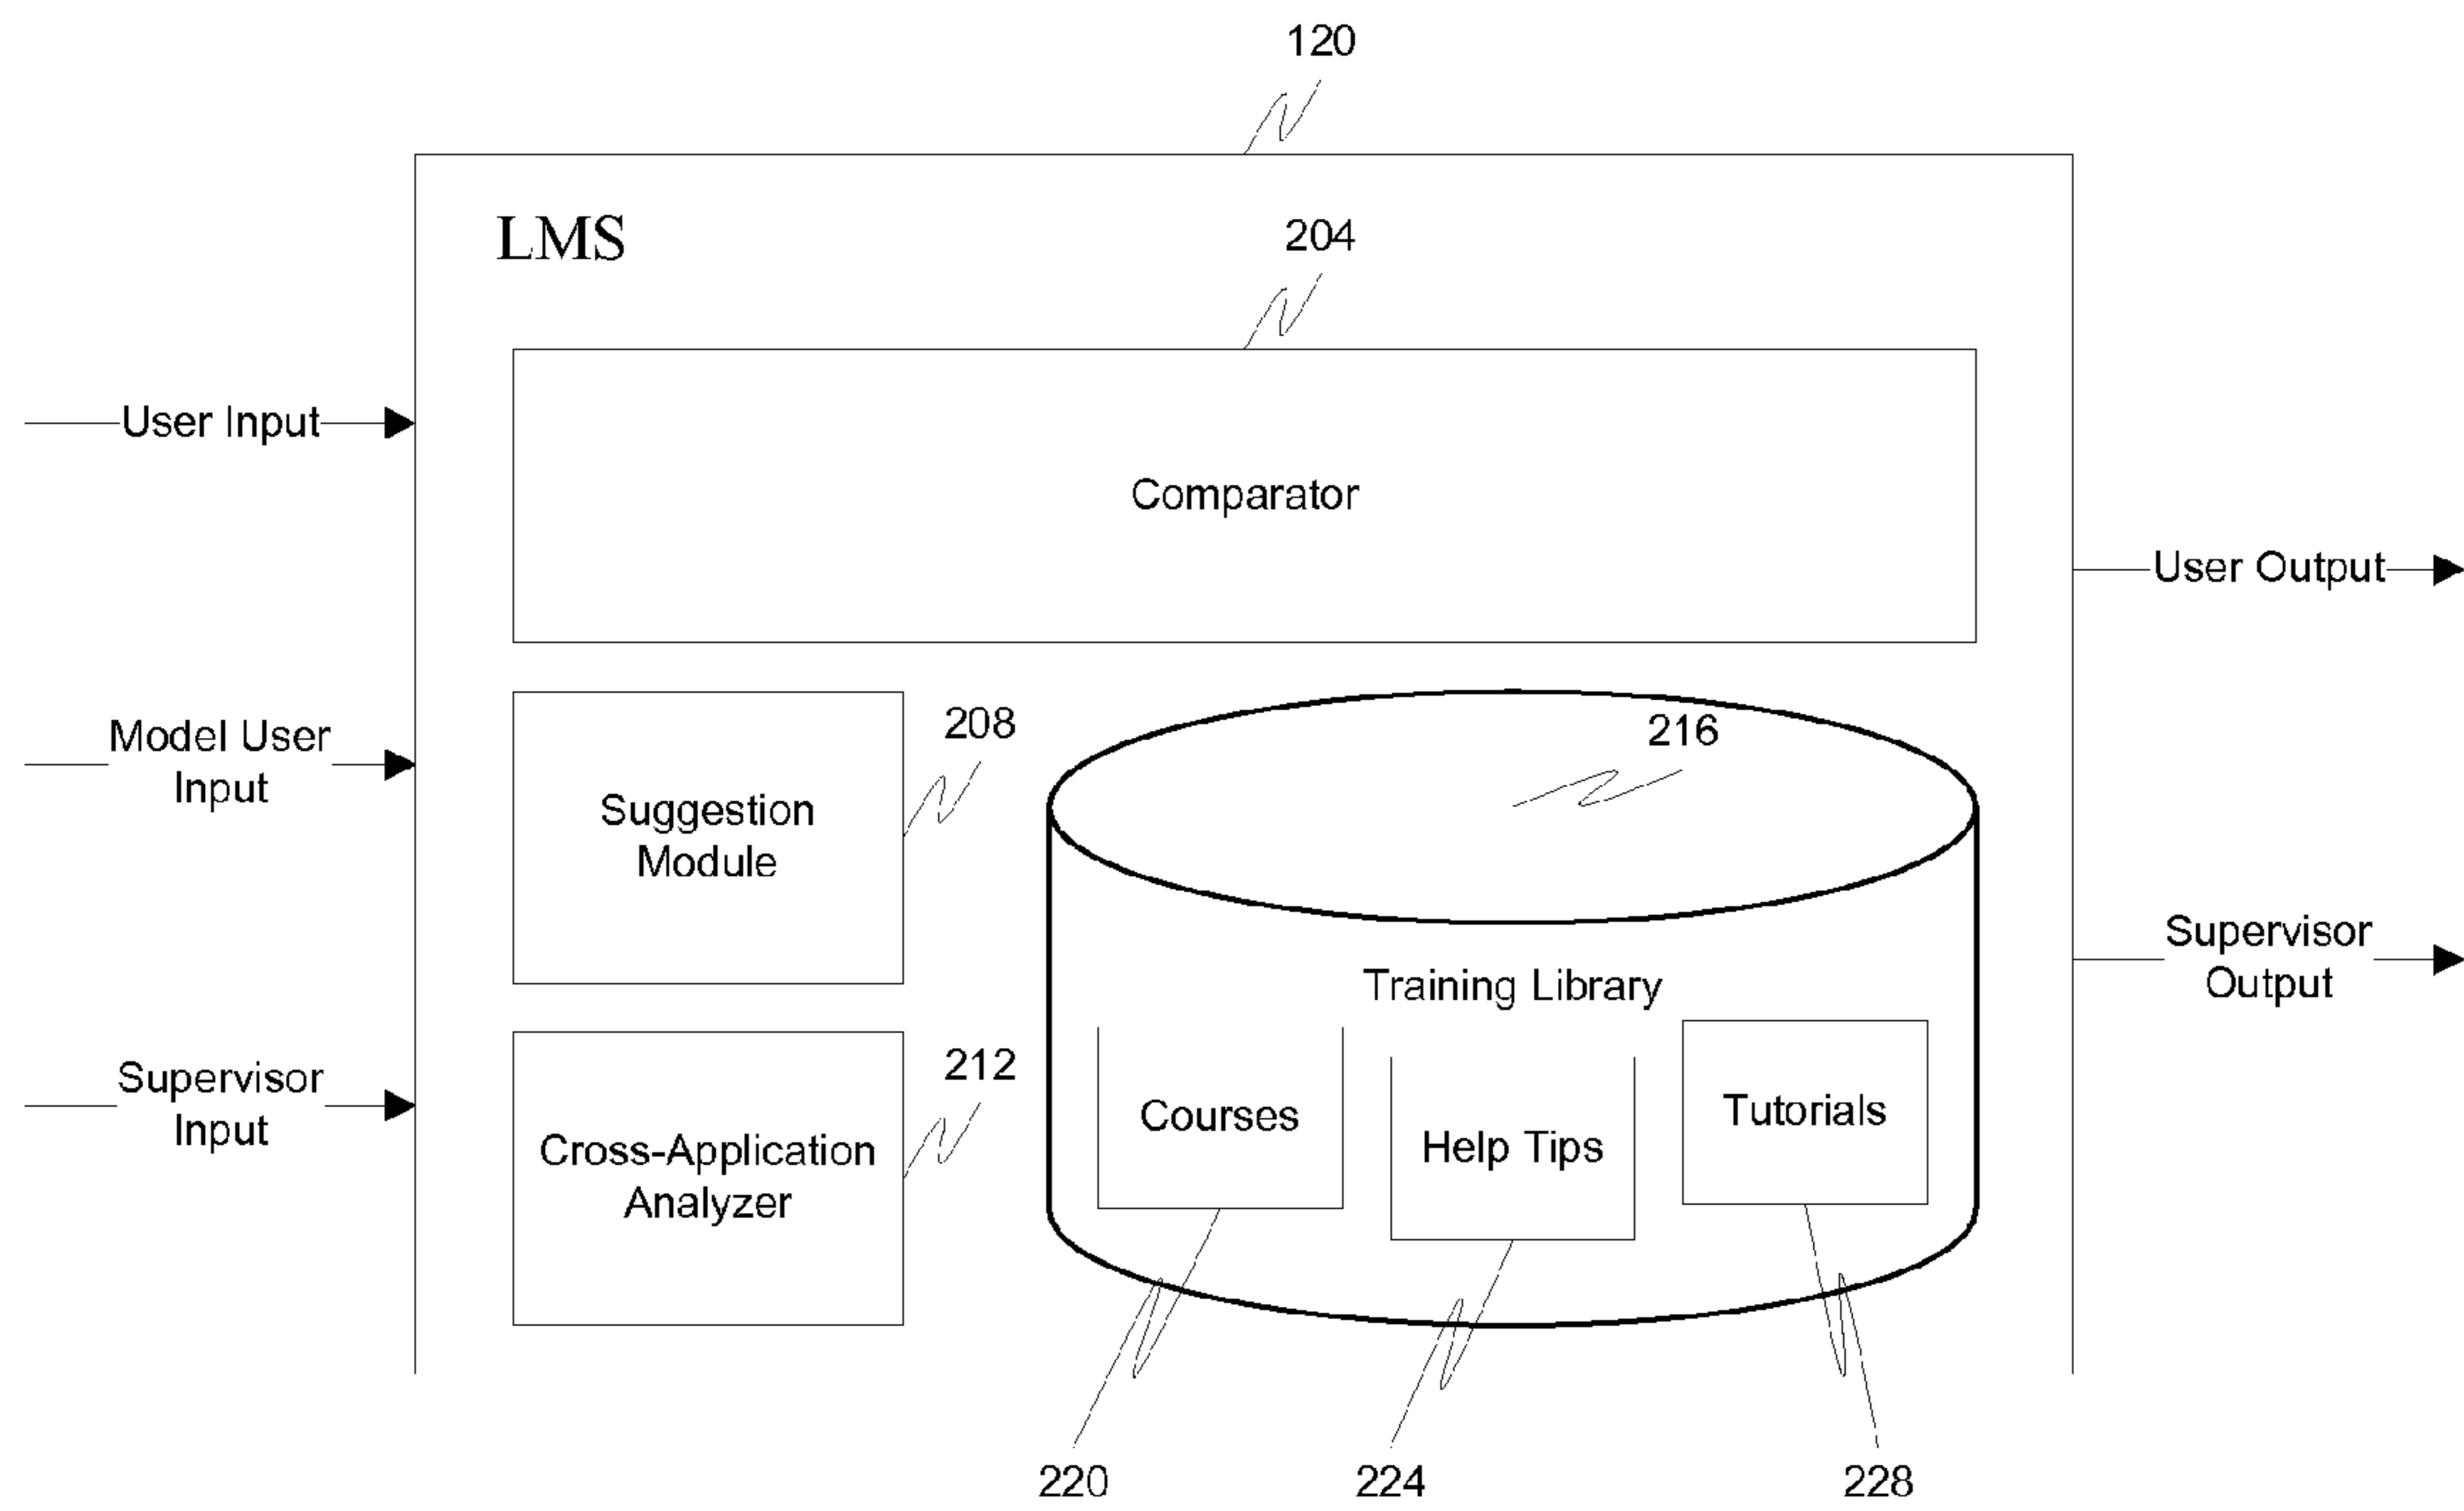 120
LMS
204
User Input
Comparator
User Output
Model User
Input
208
216
Suggestion
Module
Supervisor
Output
Training Library
Supervisor
Input
212
Cross-Application
Analyzer
Courses
Help Tips
Tutorials
220
224
228